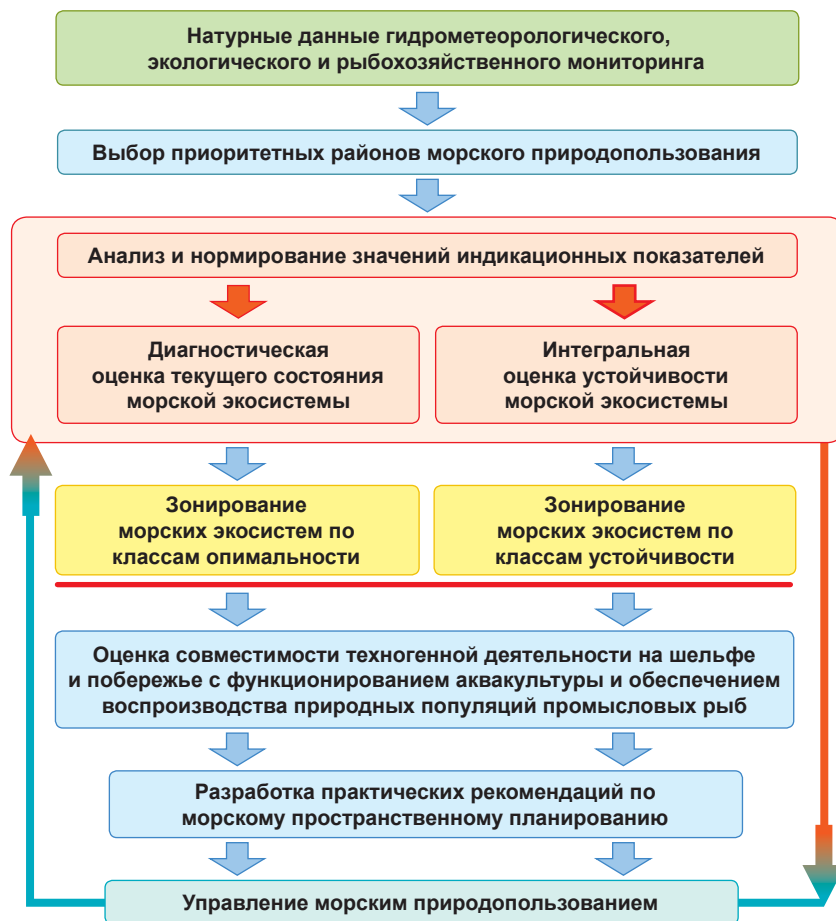 Натурные данные гидрометеорологического,
экологического и рыбохозяйственного мониторинга
Выбор приоритетных районов морского природопользования
Анализ и нормирование значений индикационных показателей
Диагностическая
оценка текущего состояния
морской экосистемы
Интегральная
оценка устойчивости
морской экосистемы
Зонирование
морских экосистем по
классам опимальности
Зонирование
морских экосистем по
классам устойчивости
Оценка совместимости техногенной деятельности на шельфе
и побережье с функционированием аквакультуры и обеспечением
воспроизводства природных популяций промысловых рыб
Разработка практических рекомендаций по
морскому пространственному планированию
Управление морским природопользованием